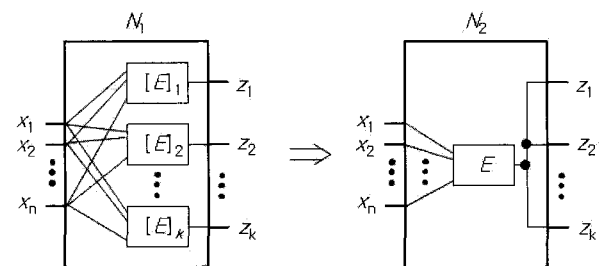 N₁
[E]₁
[E]₂
[E]ₖ
x₁
x₂
xₙ
z₁
z₂
zₖ
⇒
N₂
x₁
x₂
xₙ
E
z₁
z₂
zₖ